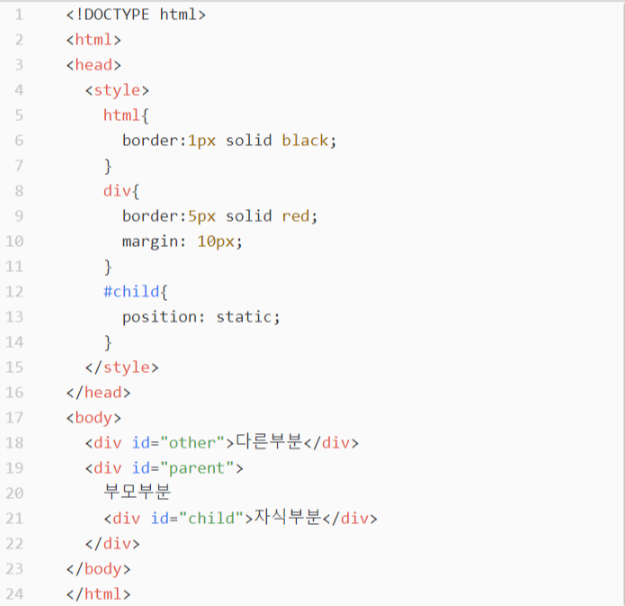 1 <!DOCTYPE html>
2 <html>
3 <head>
4 <style>
5 html{
6 border:1px solid black;
7 }
8 div{
9 border:5px solid red;
10 margin: 10px;
11 }
12 #child{
13 position: static;
14 }
15 </style>
16 </head>
17 <body>
18 <div id="other">다른부분</div>
19 <div id="parent">
20 부모부분
21 <div id="child">자식부분</div>
22 </div>
23 </body>
24 </html>